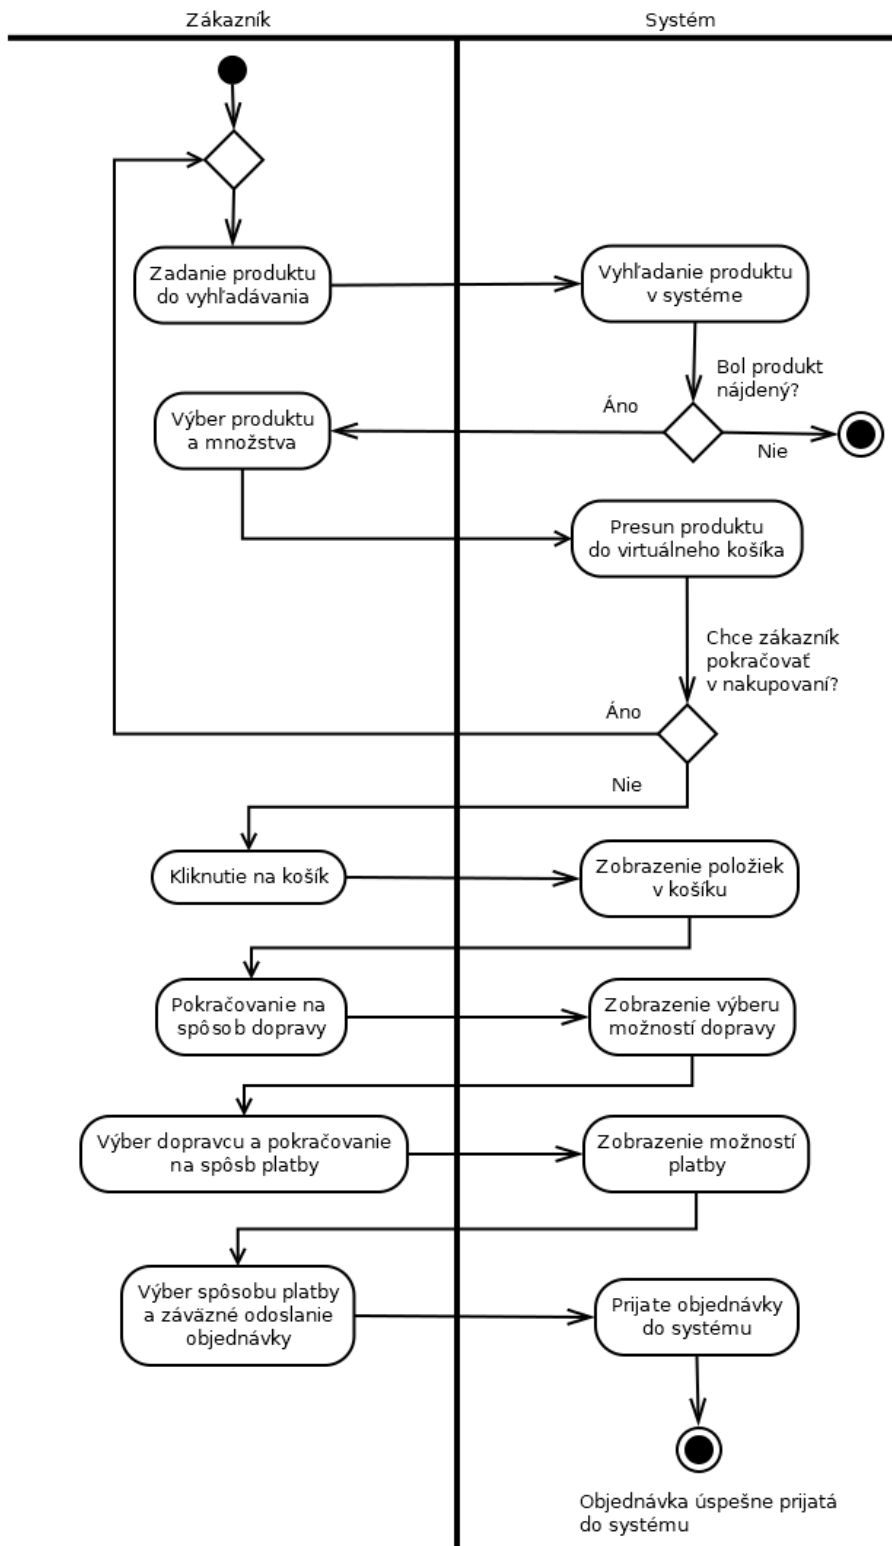 Zákazník
Systém
Zadanie produktu
do vyhľadávania
Vyhľadanie produktu
v systéme
Bol produkt
nájdený?
Áno
Nie
Výber produktu
a množstva
Presun produktu
do virtuálneho košíka
Chce zákazník
pokračovať
v nakupovaní?
Áno
Nie
Kliknutie na košík
Zobrazenie položiek
v košíku
Pokračovanie na
spôsob dopravy
Zobrazenie výberu
možností dopravy
Výber dopravcu a pokračovanie
na spôsb platby
Zobrazenie možností
platby
Výber spôsobu platby
a záväzné odoslanie
objednávky
Prijate objednávky
do systému
Objednávka úspešne prijatá
do systému